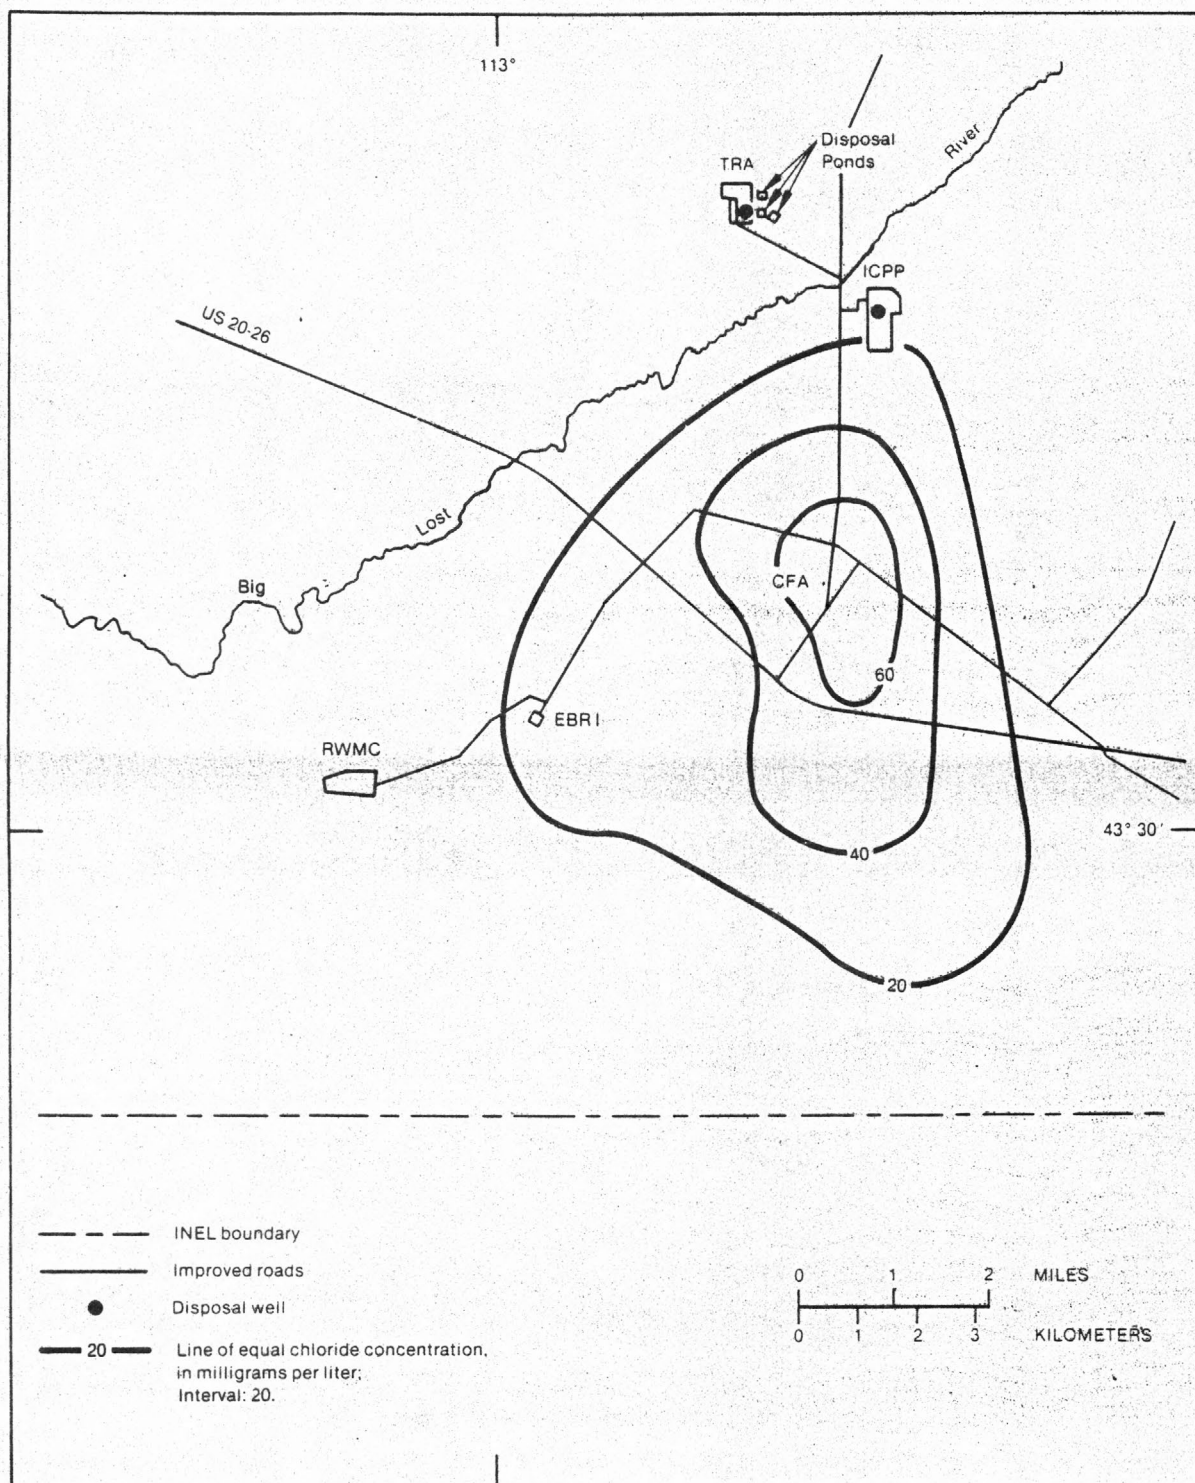 113°
Disposal
Ponds
TRA
River
ICPP
US 20-26
Lost
Big
CFA
60
EBR I
RWMC
43° 30'
40
20
INEL boundary
Improved roads
Disposal well
20
Line of equal chloride concentration,
in milligrams per liter;
Interval: 20.
0 1 2 MILES
0 1 2 3 KILOMETERS